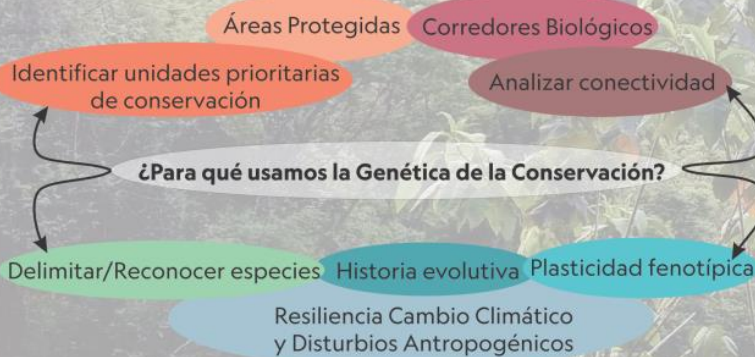 Áreas Protegidas
Corredores Biológicos
Identificar unidades prioritarias
de conservación
Analizar conectividad
¿Para qué usamos la Genética de la Conservación?
Delimitar/Reconocer especies
Historia evolutiva
Plasticidad fenotípica
Resiliencia Cambio Climático
y Disturbios Antropogénicos